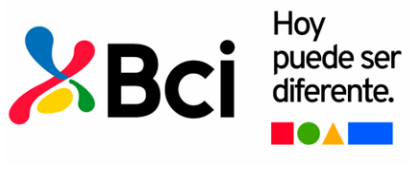 Bci
Hoy
puede ser
diferente.